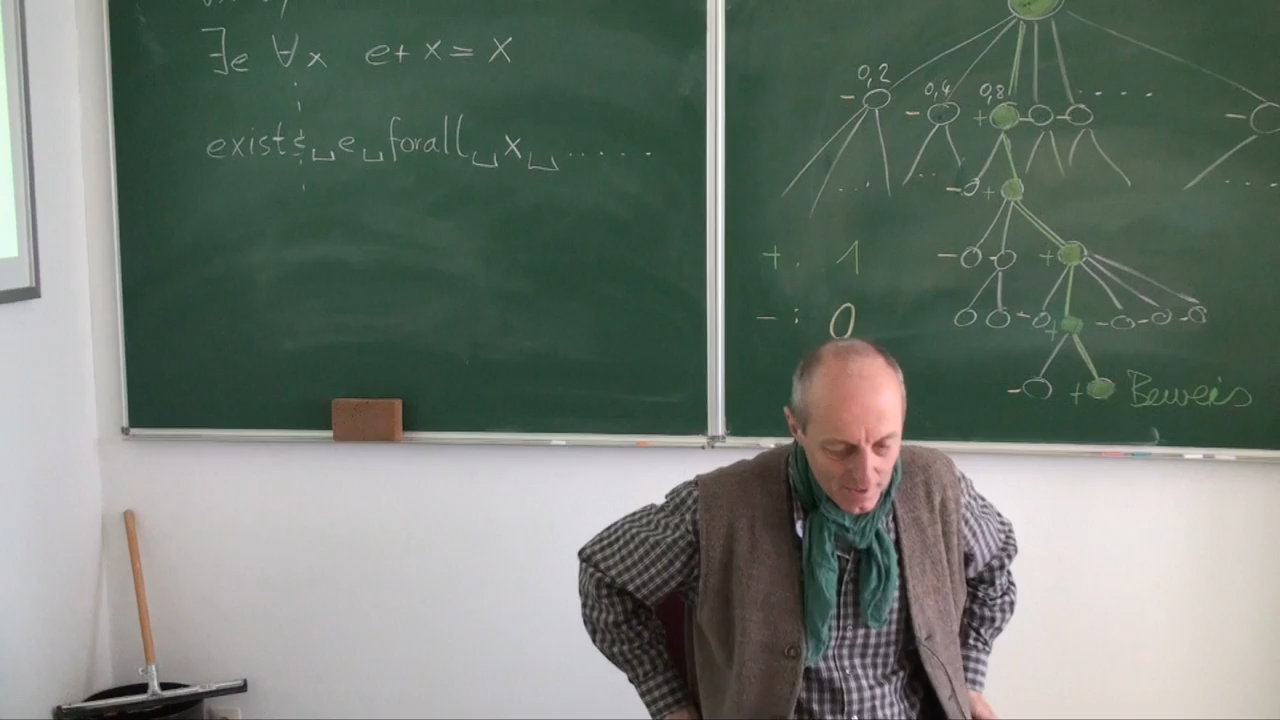 ∃e ∀x e + x = x
exists␣e␣forall␣x␣.....
0,2 0,4 0,8
- - + - - ..... -
- +
- - +
- + - - -
- + Beweis
+ : 1
- : 0